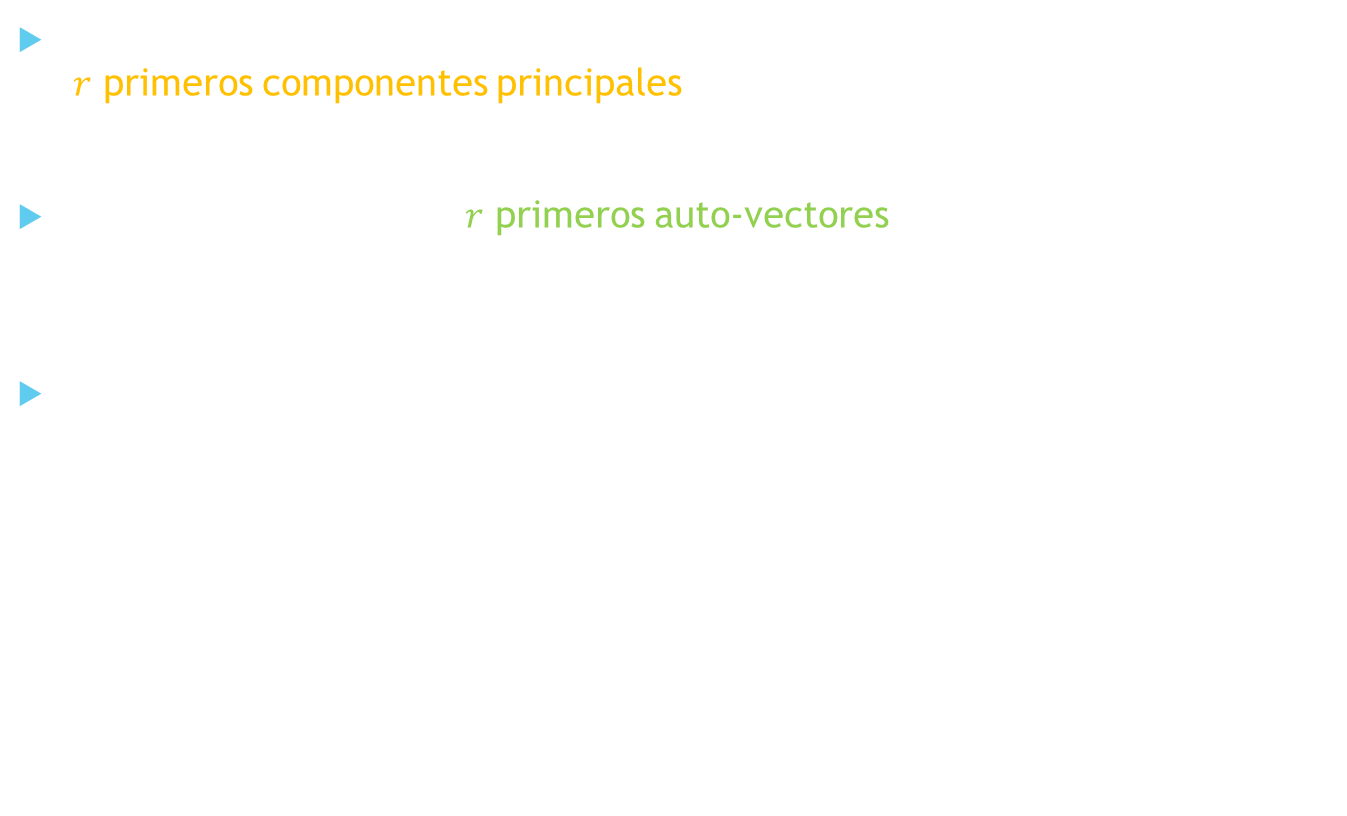 𝑟 primeros componentes principales
𝑟 primeros auto-vectores